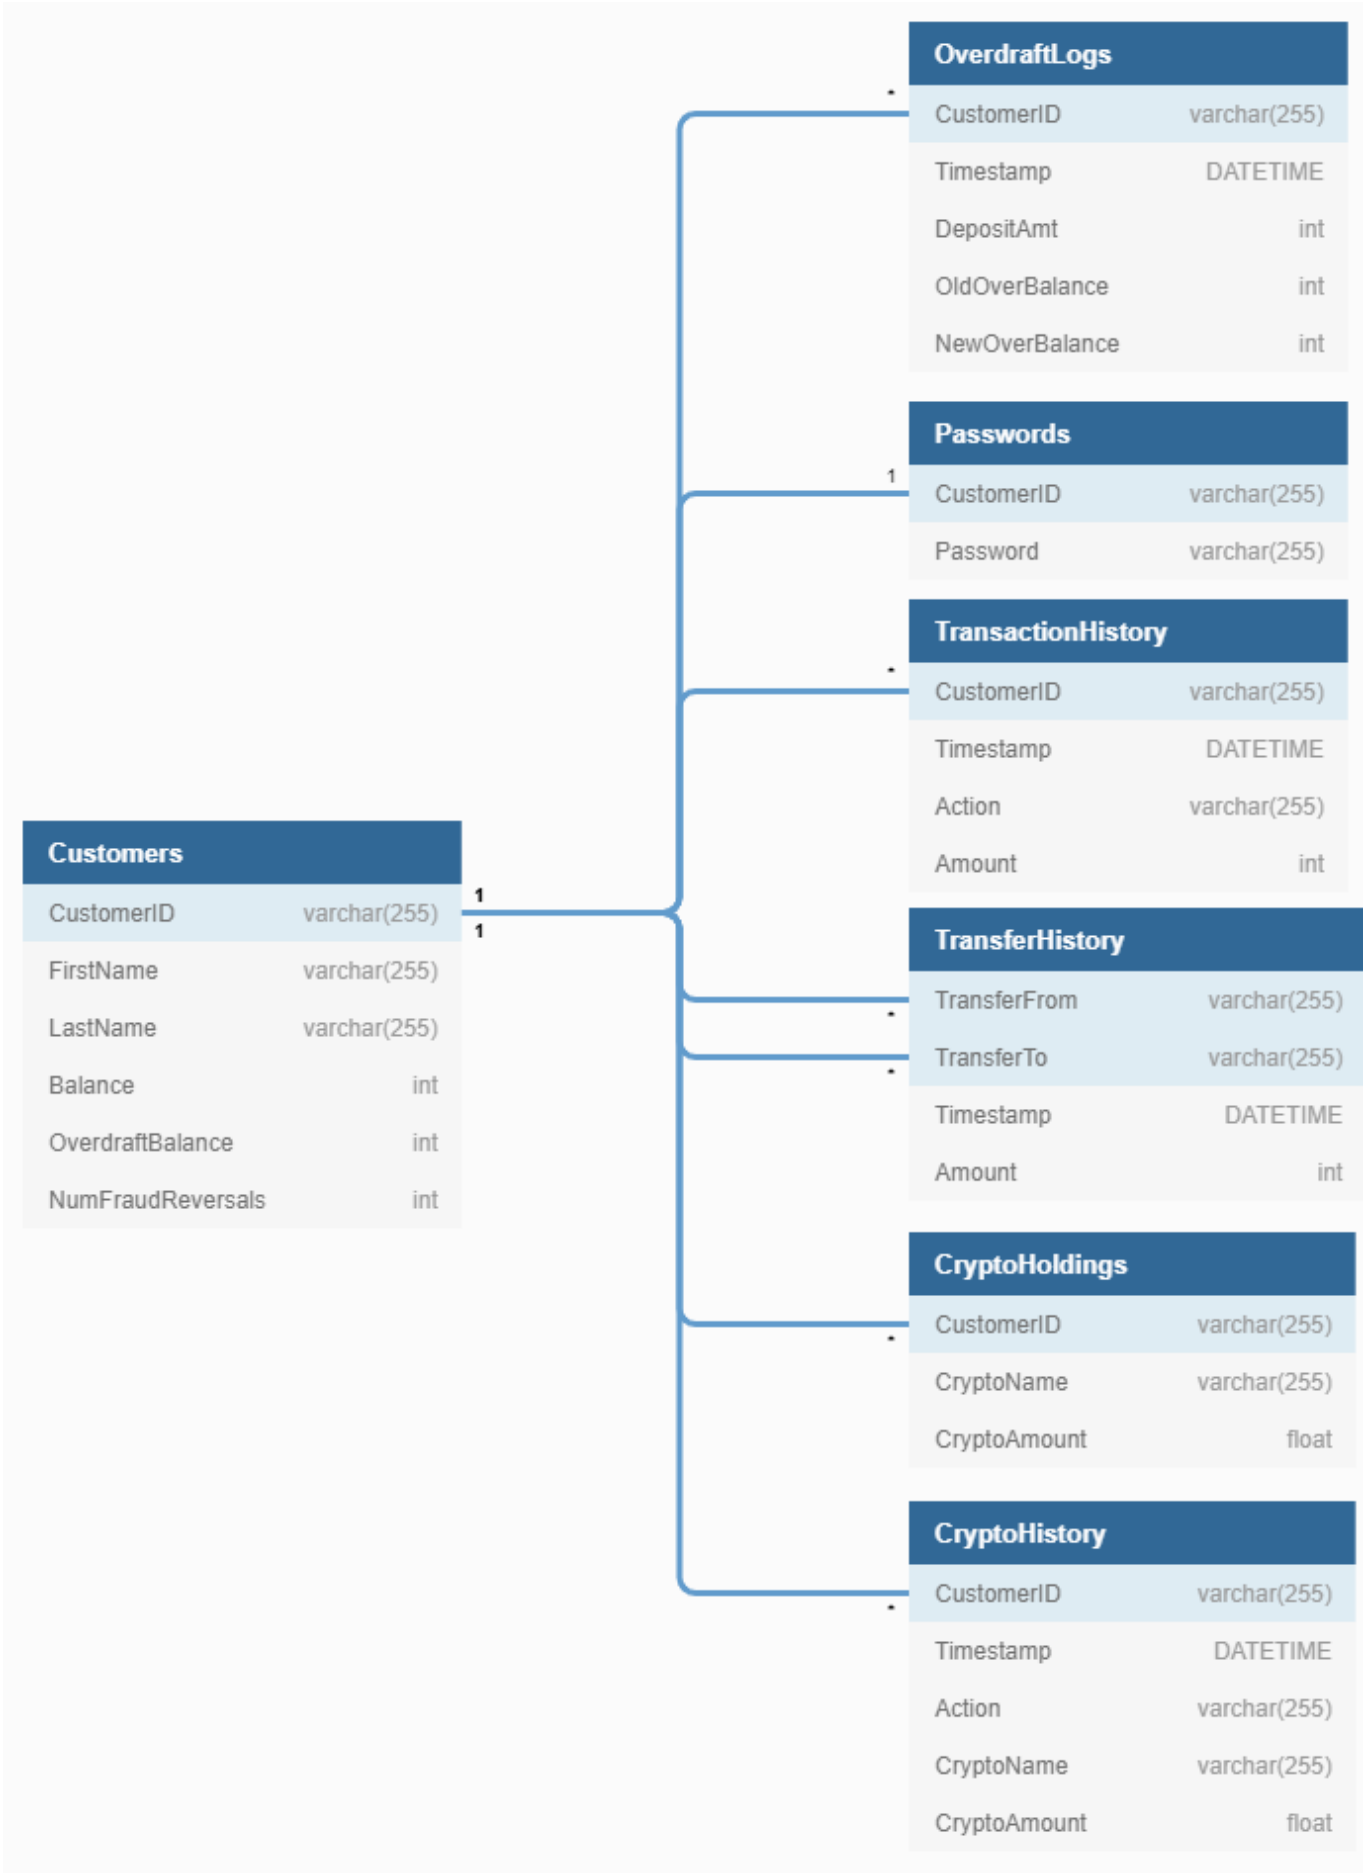 OverdraftLogs
*
CustomerID varchar(255)
Timestamp DATETIME
DepositAmt int
OldOverBalance int
NewOverBalance int
Passwords
1
CustomerID varchar(255)
Password varchar(255)
TransactionHistory
*
CustomerID varchar(255)
Timestamp DATETIME
Action varchar(255)
Amount int
Customers
1
CustomerID varchar(255)
1
FirstName varchar(255)
LastName varchar(255)
Balance int
OverdraftBalance int
NumFraudReversals int
TransferHistory
TransferFrom varchar(255)
*
TransferTo varchar(255)
*
Timestamp DATETIME
Amount int
CryptoHoldings
CustomerID varchar(255)
*
CryptoName varchar(255)
CryptoAmount float
CryptoHistory
CustomerID varchar(255)
*
Timestamp DATETIME
Action varchar(255)
CryptoName varchar(255)
CryptoAmount float